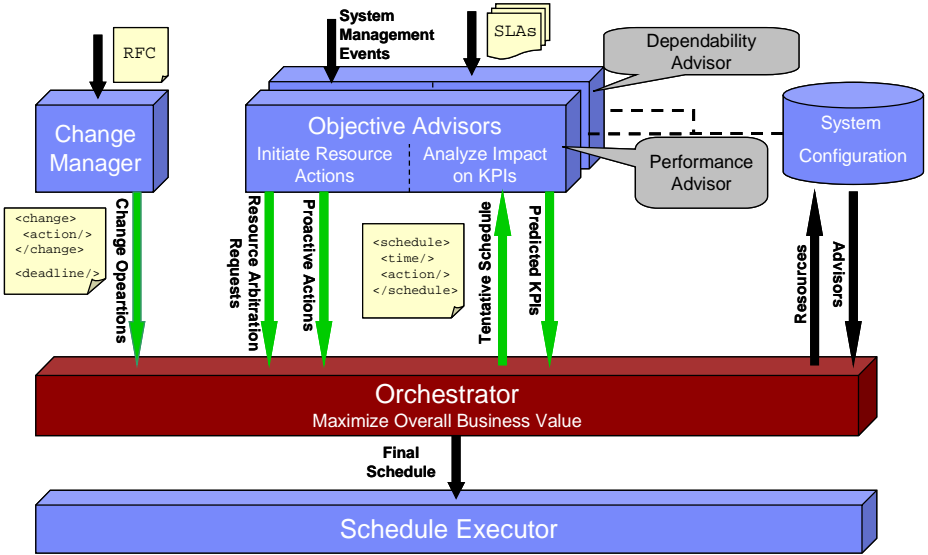 RFC
System
Management
Events
SLAs
Dependability
Advisor
Change
Manager
Objective Advisors
Initiate Resource
Actions
Analyze Impact
on KPIs
Performance
Advisor
System
Configuration
<change>
<action/>
</change>
<deadline/>
Change Opeartions
Resource Arbitration
Requests
Proactive Actions
<schedule>
<time/>
<action/>
</schedule>
Tentative Schedule
Predicted KPIs
Resources
Advisors
Orchestrator
Maximize Overall Business Value
Final
Schedule
Schedule Executor